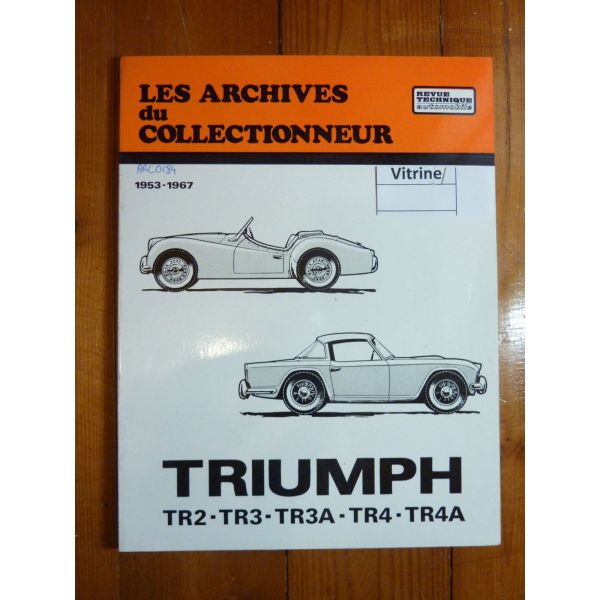 LES ARCHIVES
du
COLLECTIONNEUR
REVUE
TECHNIQUE
automobile
ARC0184
Vitrine
1953-1967
TRIUMPH
TR2-TR3-TR3A-TR4-TR4A